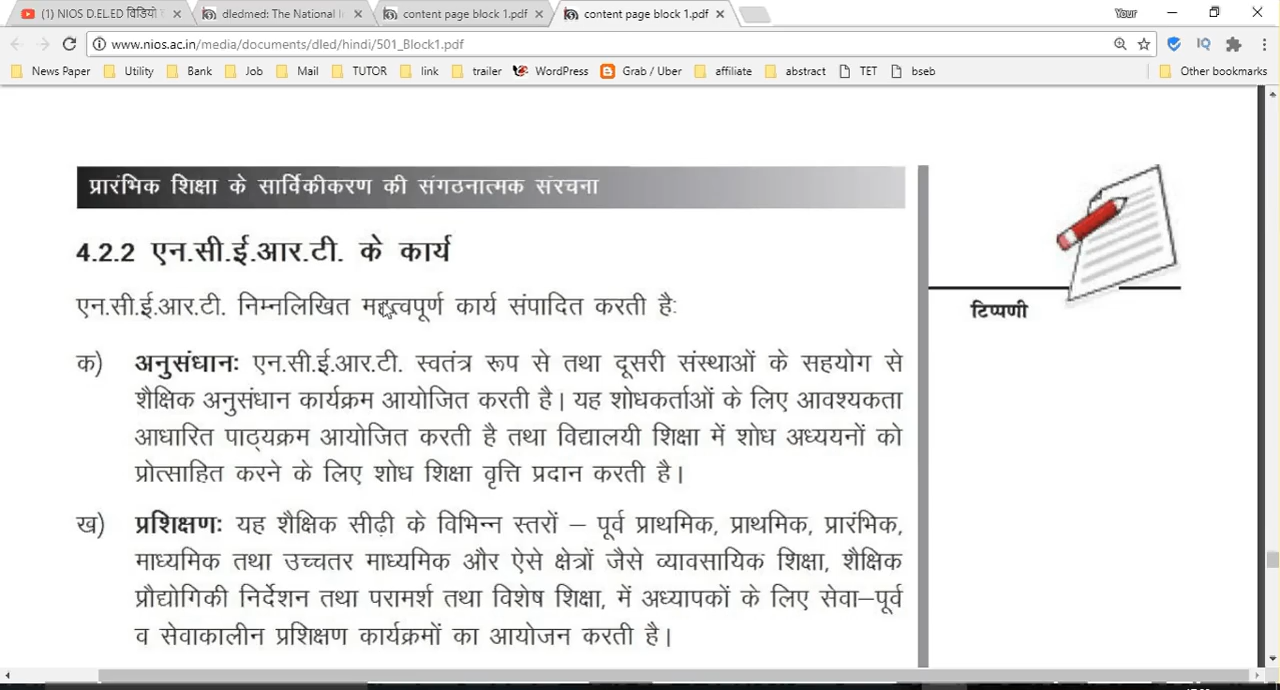 (1) NIOS D.ELED विडियो
dledmed: The National I
content page block 1.pdf
content page block 1.pdf
Your
www.nios.ac.in/media/documents/dled/hindi/501_Block1.pdf
News Paper Utility Bank Job Mail TUTOR link trailer WordPress Grab / Uber affiliate abstract TET bseb Other bookmarks
प्रारंभिक शिक्षा के सार्विकीकरण की संगठनात्मक संरचना
4.2.2 एन.सी.ई.आर.टी. के कार्य
एन.सी.ई.आर.टी. निम्नलिखित महत्त्वपूर्ण कार्य संपादित करती है:
टिप्पणी
क) अनुसंधान: एन.सी.ई.आर.टी. स्वतंत्र रूप से तथा दूसरी संस्थाओं के सहयोग से
शैक्षिक अनुसंधान कार्यक्रम आयोजित करती है। यह शोधकर्ताओं के लिए आवश्यकता
आधारित पाठ्यक्रम आयोजित करती है तथा विद्यालयी शिक्षा में शोध अध्ययनों को
प्रोत्साहित करने के लिए शोध शिक्षा वृत्ति प्रदान करती है।
ख) प्रशिक्षण: यह शैक्षिक सीढ़ी के विभिन्न स्तरों – पूर्व प्राथमिक, प्राथमिक, प्रारंभिक,
माध्यमिक तथा उच्चतर माध्यमिक और ऐसे क्षेत्रों जैसे व्यावसायिक शिक्षा, शैक्षिक
प्रौद्योगिकी निर्देशन तथा परामर्श तथा विशेष शिक्षा, में अध्यापकों के लिए सेवा–पूर्व
व सेवाकालीन प्रशिक्षण कार्यक्रमों का आयोजन करती है।